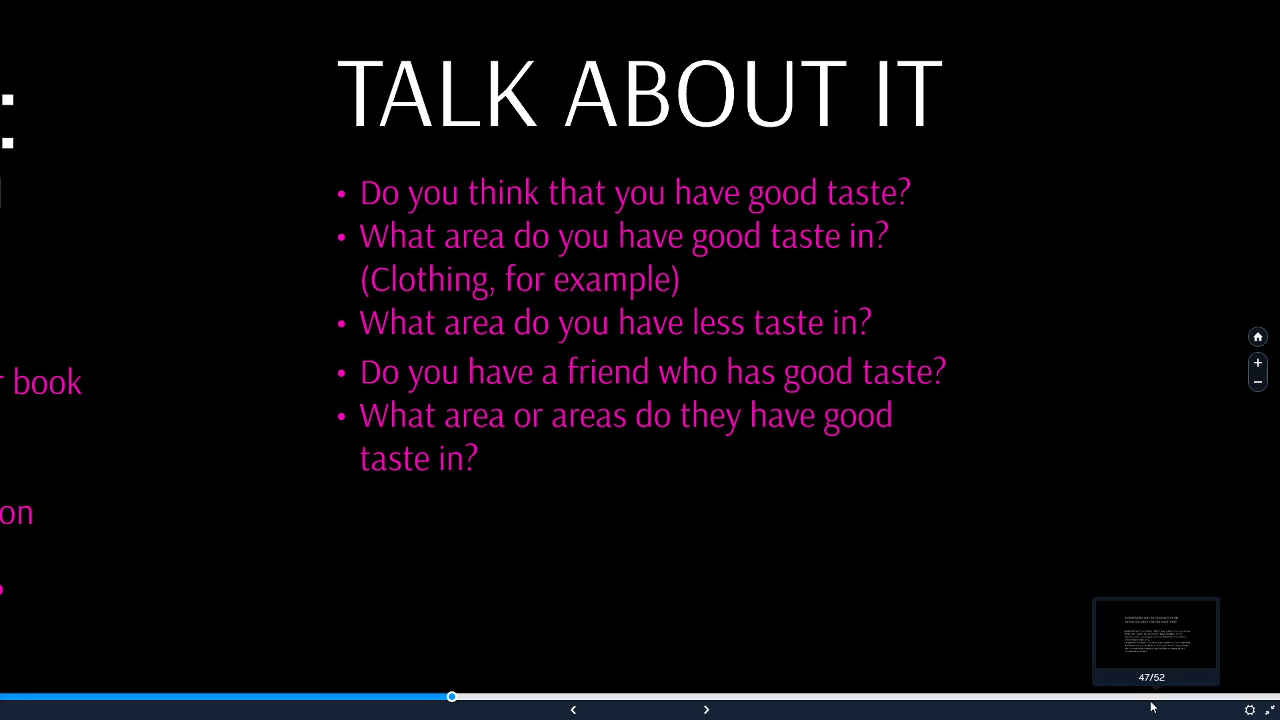 TALK ABOUT IT
• Do you think that you have good taste?
• What area do you have good taste in?
(Clothing, for example)
• What area do you have less taste in?
• Do you have a friend who has good taste?
• What area or areas do they have good
taste in?
book
on
47/52